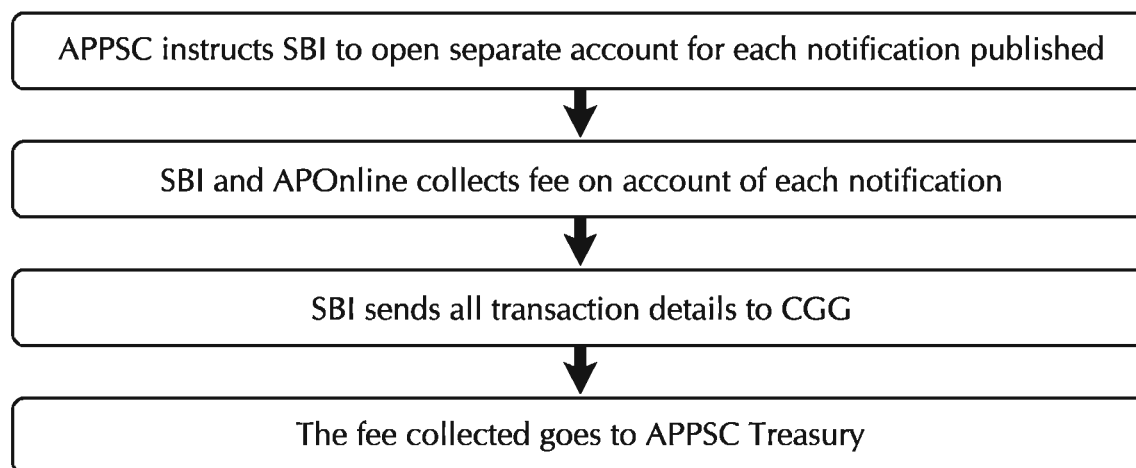 APPSC instructs SBI to open separate account for each notification published
SBI and APOnline collects fee on account of each notification
SBI sends all transaction details to CGG
The fee collected goes to APPSC Treasury